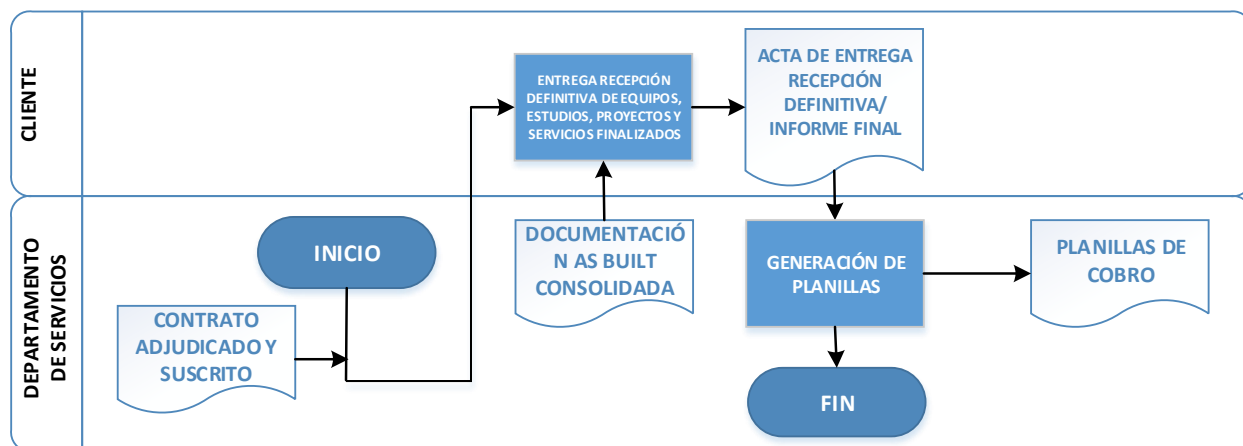 CLIENTE
ENTREGA RECEPCIÓN
DEFINITIVA DE EQUIPOS,
ESTUDIOS, PROYECTOS Y
SERVICIOS FINALIZADOS
ACTA DE ENTREGA
RECEPCIÓN
DEFINITIVA/
INFORME FINAL
DEPARTAMENTO
DE SERVICIOS
INICIO
CONTRATO
ADJUDICADO Y
SUSCRITO
DOCUMENTACIÓ
N AS BUILT
CONSOLIDADA
GENERACIÓN DE
PLANILLAS
PLANILLAS DE
COBRO
FIN